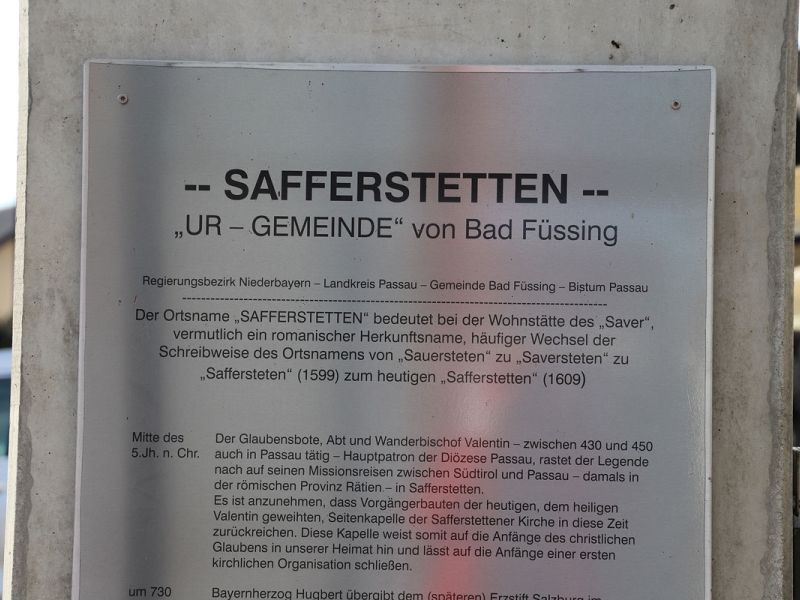 -- SAFFERSTETTEN --
„UR – GEMEINDE“ von Bad Füssing
Regierungsbezirk Niederbayern – Landkreis Passau – Gemeinde Bad Füssing – Bistum Passau
Der Ortsname „SAFFERSTETTEN“ bedeutet bei der Wohnstätte des „Saver“,
vermutlich ein romanischer Herkunftsname, häufiger Wechsel der
Schreibweise des Ortsnamens von „Sauersteten“ zu „Saversteten“ zu
„Saffersteten“ (1599) zum heutigen „Safferstetten“ (1609)
Mitte des
5.Jh. n. Chr.
Der Glaubensbote, Abt und Wanderbischof Valentin – zwischen 430 und 450
auch in Passau tätig – Hauptpatron der Diözese Passau, rastet der Legende
nach auf seinen Missionsreisen zwischen Südtirol und Passau – damals in
der römischen Provinz Rätien – in Safferstetten.
Es ist anzunehmen, dass Vorgängerbauten der heutigen, dem heiligen
Valentin geweihten, Seitenkapelle der Safferstettener Kirche in diese Zeit
zurückreichen. Diese Kapelle weist somit auf die Anfänge des christlichen
Glaubens in unserer Heimat hin und lässt auf die Anfänge einer ersten
kirchlichen Organisation schließen.
um 730
Bayernherzog Hugbert übergibt dem (späteren) Erzstift Salzburg im